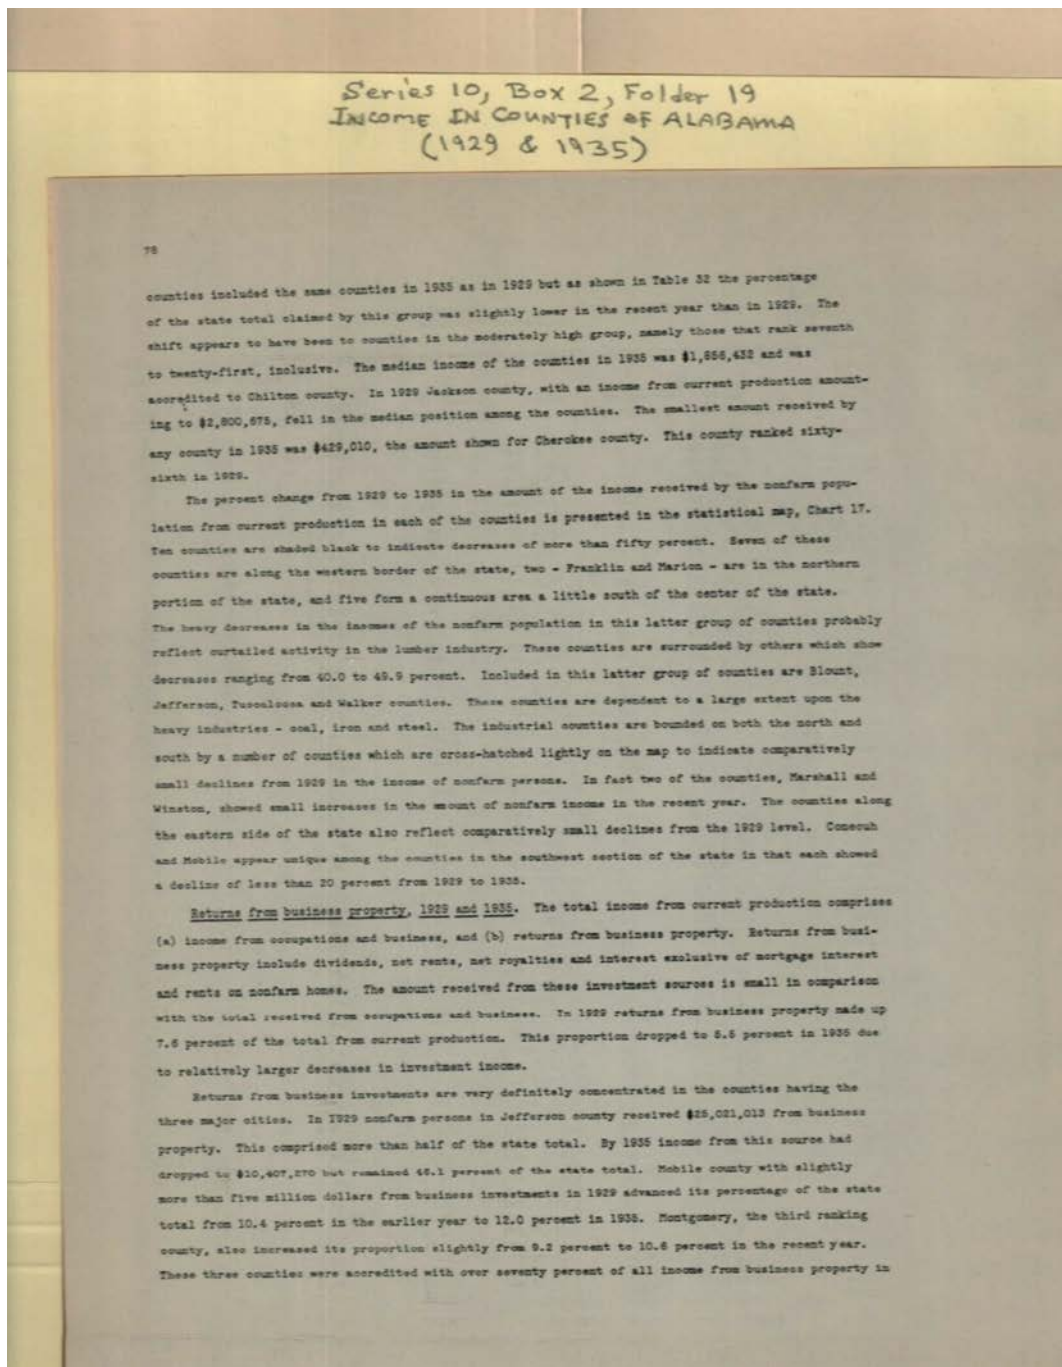 Series 10, Box 2, Folder 19
INCOME IN COUNTIES OF ALABAMA
(1929 & 1935)
78
counties included the same counties in 1935 as in 1929 but as shown in Table 32 the percentage
of the state total claimed by this group was slightly lower in the recent year than in 1929. The
shift appears to have been to counties in the moderately high group, namely those that rank seventh
to twenty-first, inclusive. The median income of the counties in 1935 was $1,856,432 and was
accredited to Chilton county. In 1929 Jackson county, with an income from current production amount-
ing to $2,800,675, fell in the median position among the counties. The smallest amount received by
any county in 1935 was $429,010, the amount shown for Cherokee county. This county ranked sixty-
sixth in 1929.
The percent change from 1929 to 1935 in the amount of the income received by the nonfarm popu-
lation from current production in each of the counties is presented in the statistical map, Chart 17.
Ten counties are shaded black to indicate decreases of more than fifty percent. Seven of these
counties are along the western border of the state, two - Franklin and Marion - are in the northern
portion of the state, and five form a continuous area a little south of the center of the state.
The heavy decreases in the incomes of the nonfarm population in this latter group of counties probably
reflect curtailed activity in the lumber industry. These counties are surrounded by others which show
decreases ranging from 40.0 to 49.9 percent. Included in this latter group of counties are Blount,
Jefferson, Tuscaloosa and Walker counties. These counties are dependent to a large extent upon the
heavy industries - coal, iron and steel. The industrial counties are bounded on both the north and
south by a number of counties which are cross-hatched lightly on the map to indicate comparatively
small declines from 1929 in the income of nonfarm persons. In fact two of the counties, Marshall and
Winston, showed small increases in the amount of nonfarm income in the recent year. The counties along
the eastern side of the state also reflect comparatively small declines from the 1929 level. Conecuh
and Mobile appear unique among the counties in the southwest section of the state in that each showed
a decline of less than 20 percent from 1929 to 1935.
Returns from business property, 1929 and 1935. The total income from current production comprises
(a) income from occupations and business, and (b) returns from business property. Returns from busi-
ness property include dividends, net rents, net royalties and interest exclusive of mortgage interest
and rents on nonfarm homes. The amount received from these investment sources is small in comparison
with the total received from occupations and business. In 1929 returns from business property made up
7.6 percent of the total from current production. This proportion dropped to 5.5 percent in 1935 due
to relatively larger decreases in investment income.
Returns from business investments are very definitely concentrated in the counties having the
three major cities. In 1929 nonfarm persons in Jefferson county received $25,021,013 from business
property. This comprised more than half of the state total. By 1935 income from this source had
dropped to $10,407,270 but remained 46.1 percent of the state total. Mobile county with slightly
more than five million dollars from business investments in 1929 advanced its percentage of the state
total from 10.4 percent in the earlier year to 12.0 percent in 1935. Montgomery, the third ranking
county, also increased its proportion slightly from 9.2 percent to 10.6 percent in the recent year.
These three counties were accredited with over seventy percent of all income from business property in